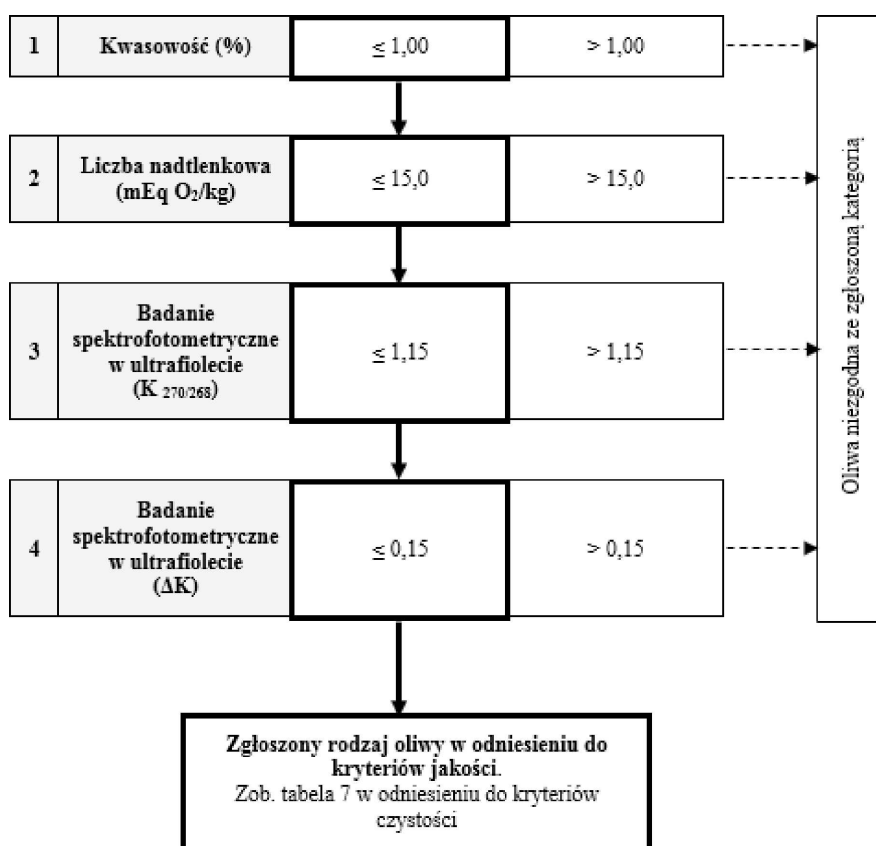 1 Kwasowość (%) ≤ 1,00 > 1,00
2 Liczba nadtlenkowa
(mEq O₂/kg) ≤ 15,0 > 15,0
3 Badanie
spektrofotometryczne
w ultrafiolecie
(K 270/268) ≤ 1,15 > 1,15
4 Badanie
spektrofotometryczne
w ultrafiolecie
(ΔK) ≤ 0,15 > 0,15
Oliwa niezgodna ze zgłoszoną kategorią
Zgłoszony rodzaj oliwy w odniesieniu do
kryteriów jakości.
Zob. tabela 7 w odniesieniu do kryteriów
czystości